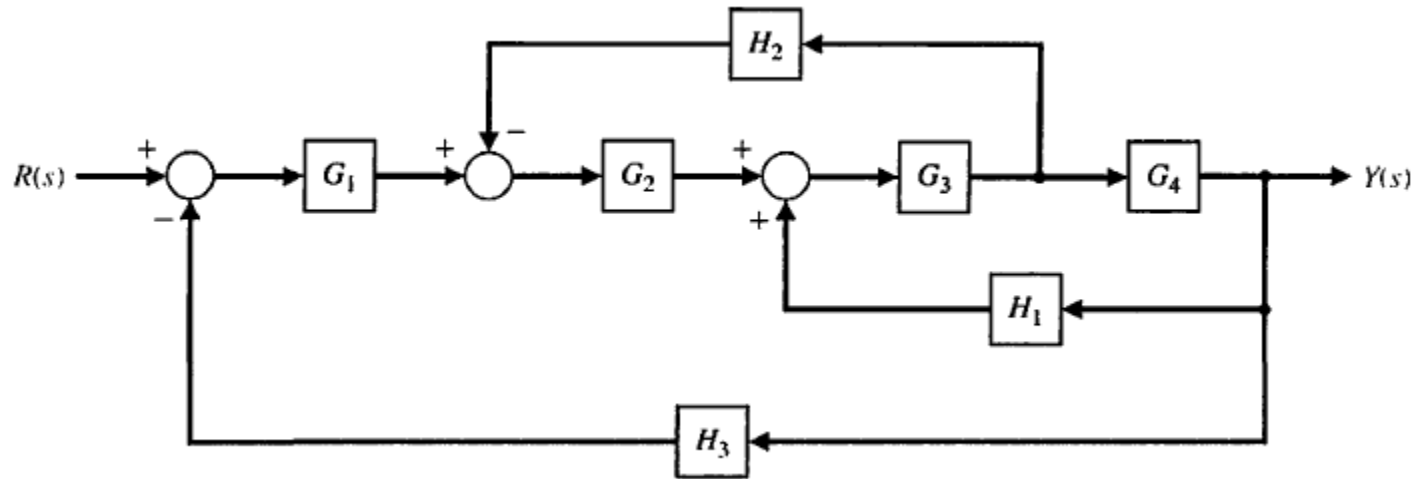 H₂
−
+ + +
R(s) G₁ G₂ G₃ G₄ Y(s)
− +
H₁
H₃